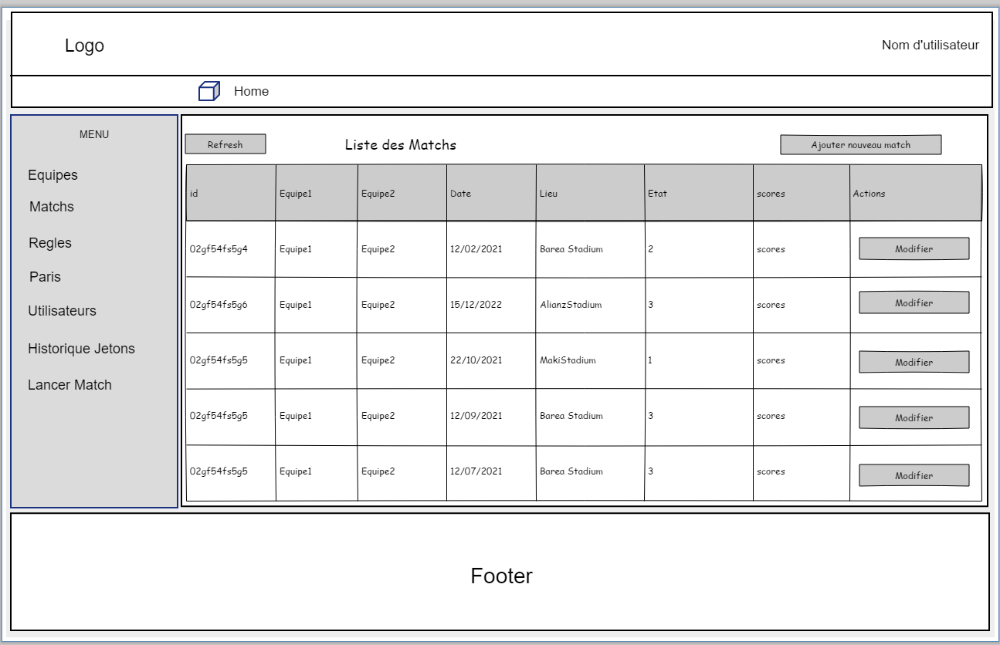 Logo
Nom d'utilisateur
Home
MENU
Equipes
Matchs
Regles
Paris
Utilisateurs
Historique Jetons
Lancer Match
Refresh
Liste des Matchs
Ajouter nouveau match
id Equipe1 Equipe2 Date Lieu Etat scores Actions
02gf54fs5g4 Equipe1 Equipe2 12/02/2021 Barea Stadium 2 scores Modifier
02gf54fs5g6 Equipe1 Equipe2 15/12/2022 AlianzStadium 3 scores Modifier
02gf54fs5g5 Equipe1 Equipe2 22/10/2021 MakiStadium 1 scores Modifier
02gf54fs5g5 Equipe1 Equipe2 12/09/2021 Barea Stadium 3 scores Modifier
02gf54fs5g5 Equipe1 Equipe2 12/07/2021 Barea Stadium 3 scores Modifier
Footer